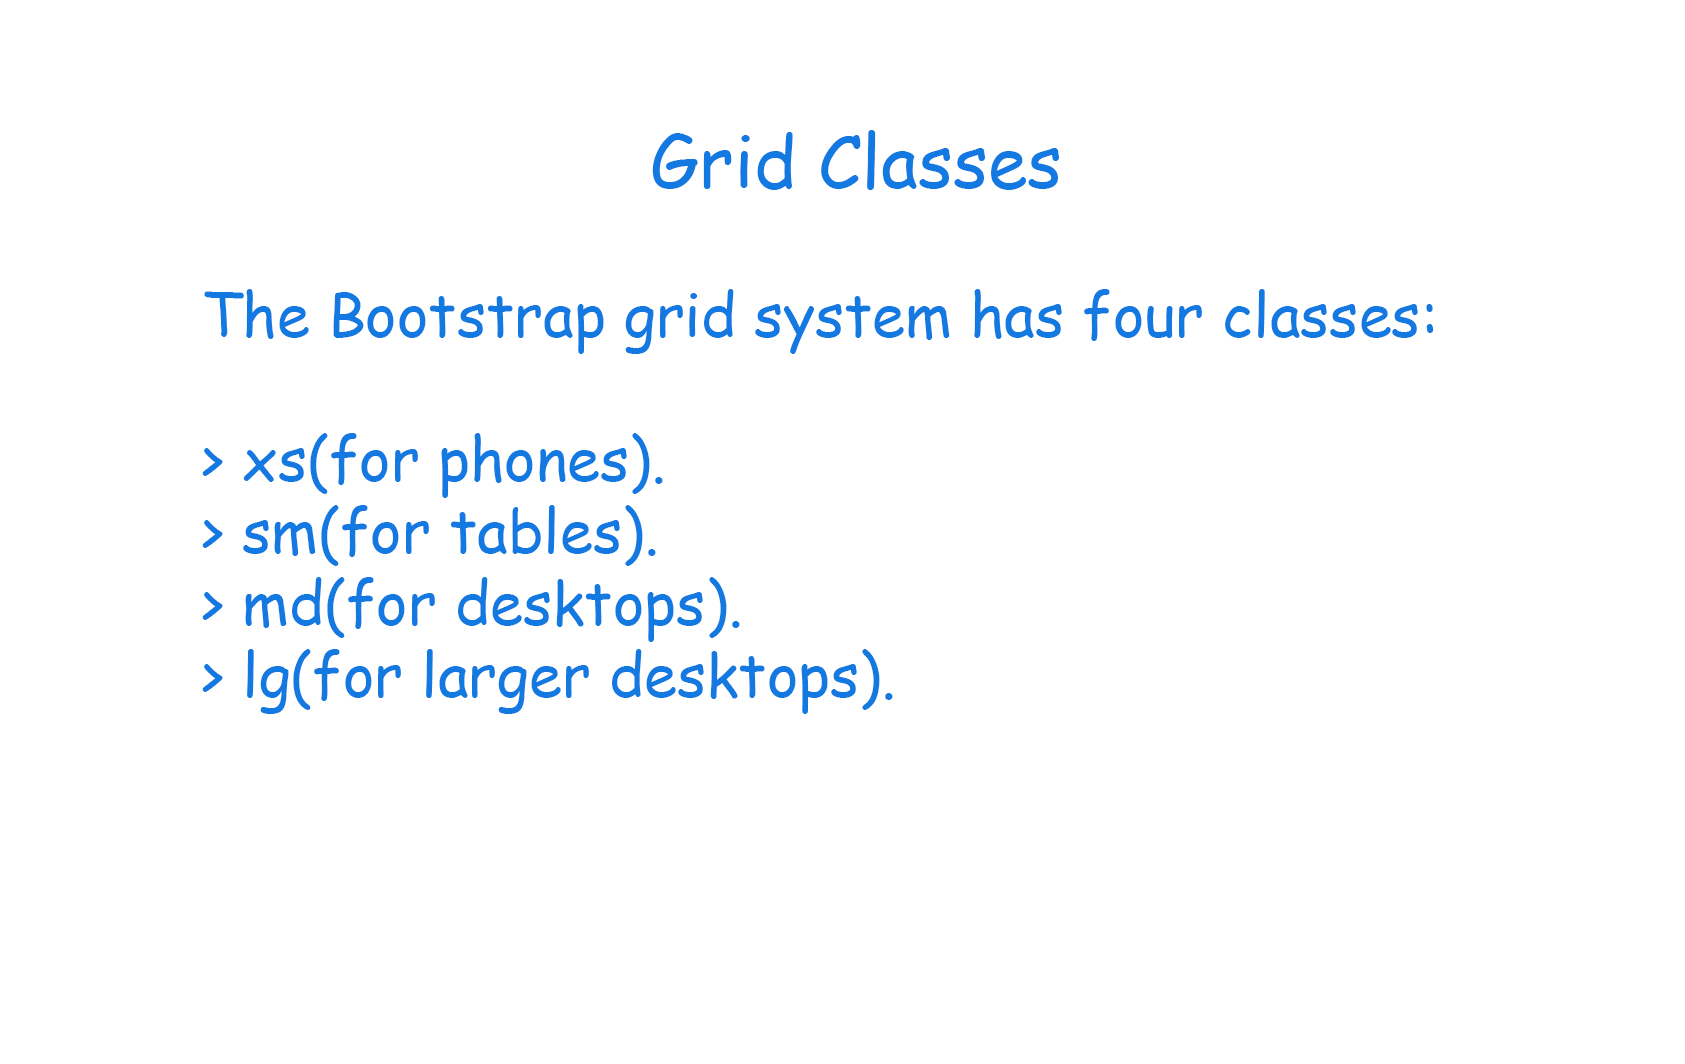 Grid Classes
The Bootstrap grid system has four classes:
> xs(for phones).
> sm(for tables).
> md(for desktops).
> lg(for larger desktops).